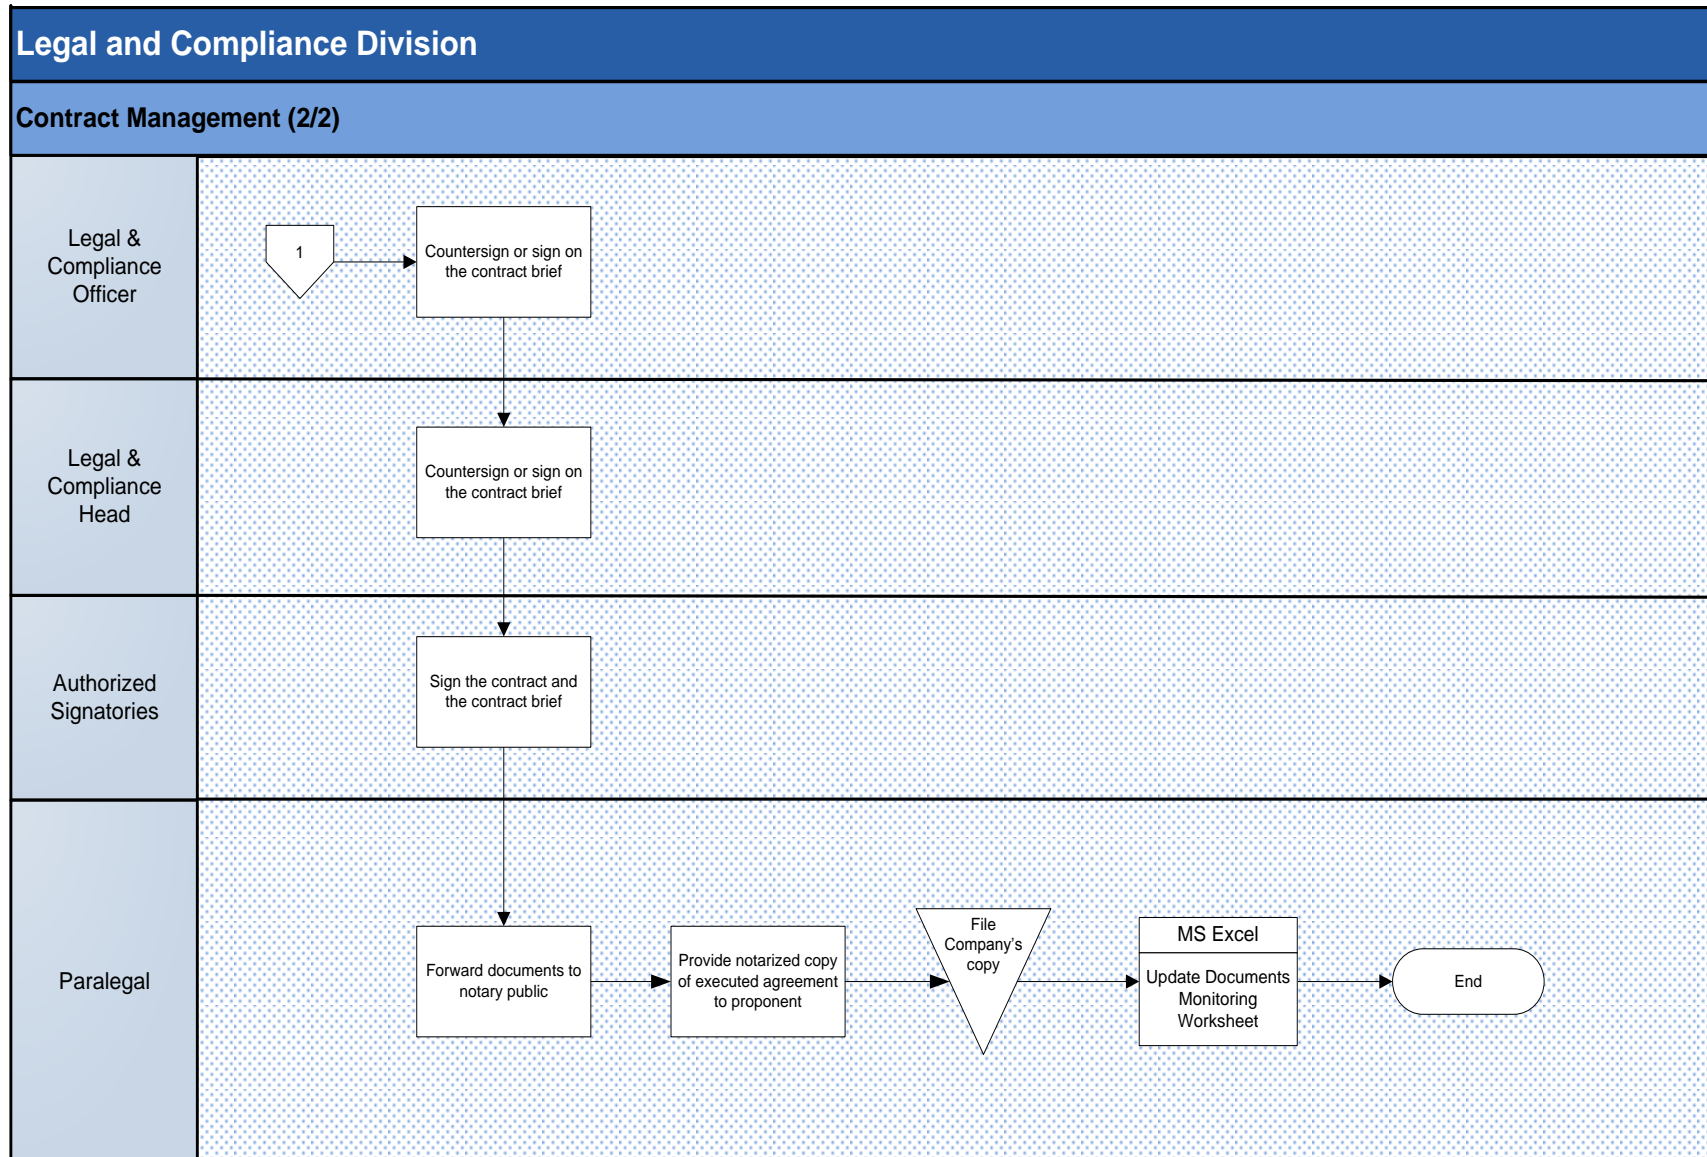 Legal and Compliance Division
Contract Management (2/2)
Legal &
Compliance
Officer
1
Countersign or sign on
the contract brief
Legal &
Compliance
Head
Countersign or sign on
the contract brief
Authorized
Signatories
Sign the contract and
the contract brief
Paralegal
Forward documents to
notary public
Provide notarized copy
of executed agreement
to proponent
File
Company’s
copy
MS Excel
Update Documents
Monitoring
Worksheet
End